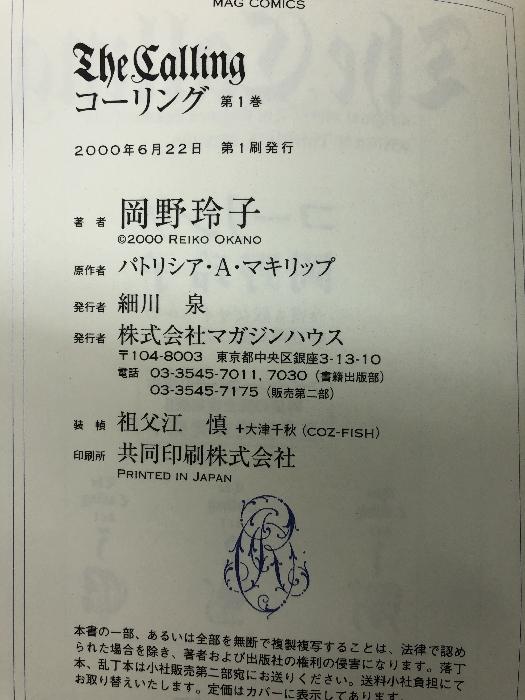 MAG COMICS
The Calling
コーリング 第1巻
2000年6月22日 第1刷発行
著者 岡野玲子
©2000 REIKO OKANO
原作者 パトリシア・A・マキリップ
発行者 細川 泉
発行者 株式会社マガジンハウス
〒104-8003 東京都中央区銀座3-13-10
電話 03-3545-7011, 7030（書籍出版部）
03-3545-7175（販売第二部）
装幀 祖父江 慎+大津千秋（COZ-FISH）
印刷所 共同印刷株式会社
PRINTED IN JAPAN
本書の一部、あるいは全部を無断で複製複写することは、法律で認め
られた場合を除き、著者および出版社の権利の侵害になります。落丁
本、乱丁本は小社販売第二部宛にお送りください。送料小社負担にて
お取り替えいたします。定価はカバーに表示してあります。